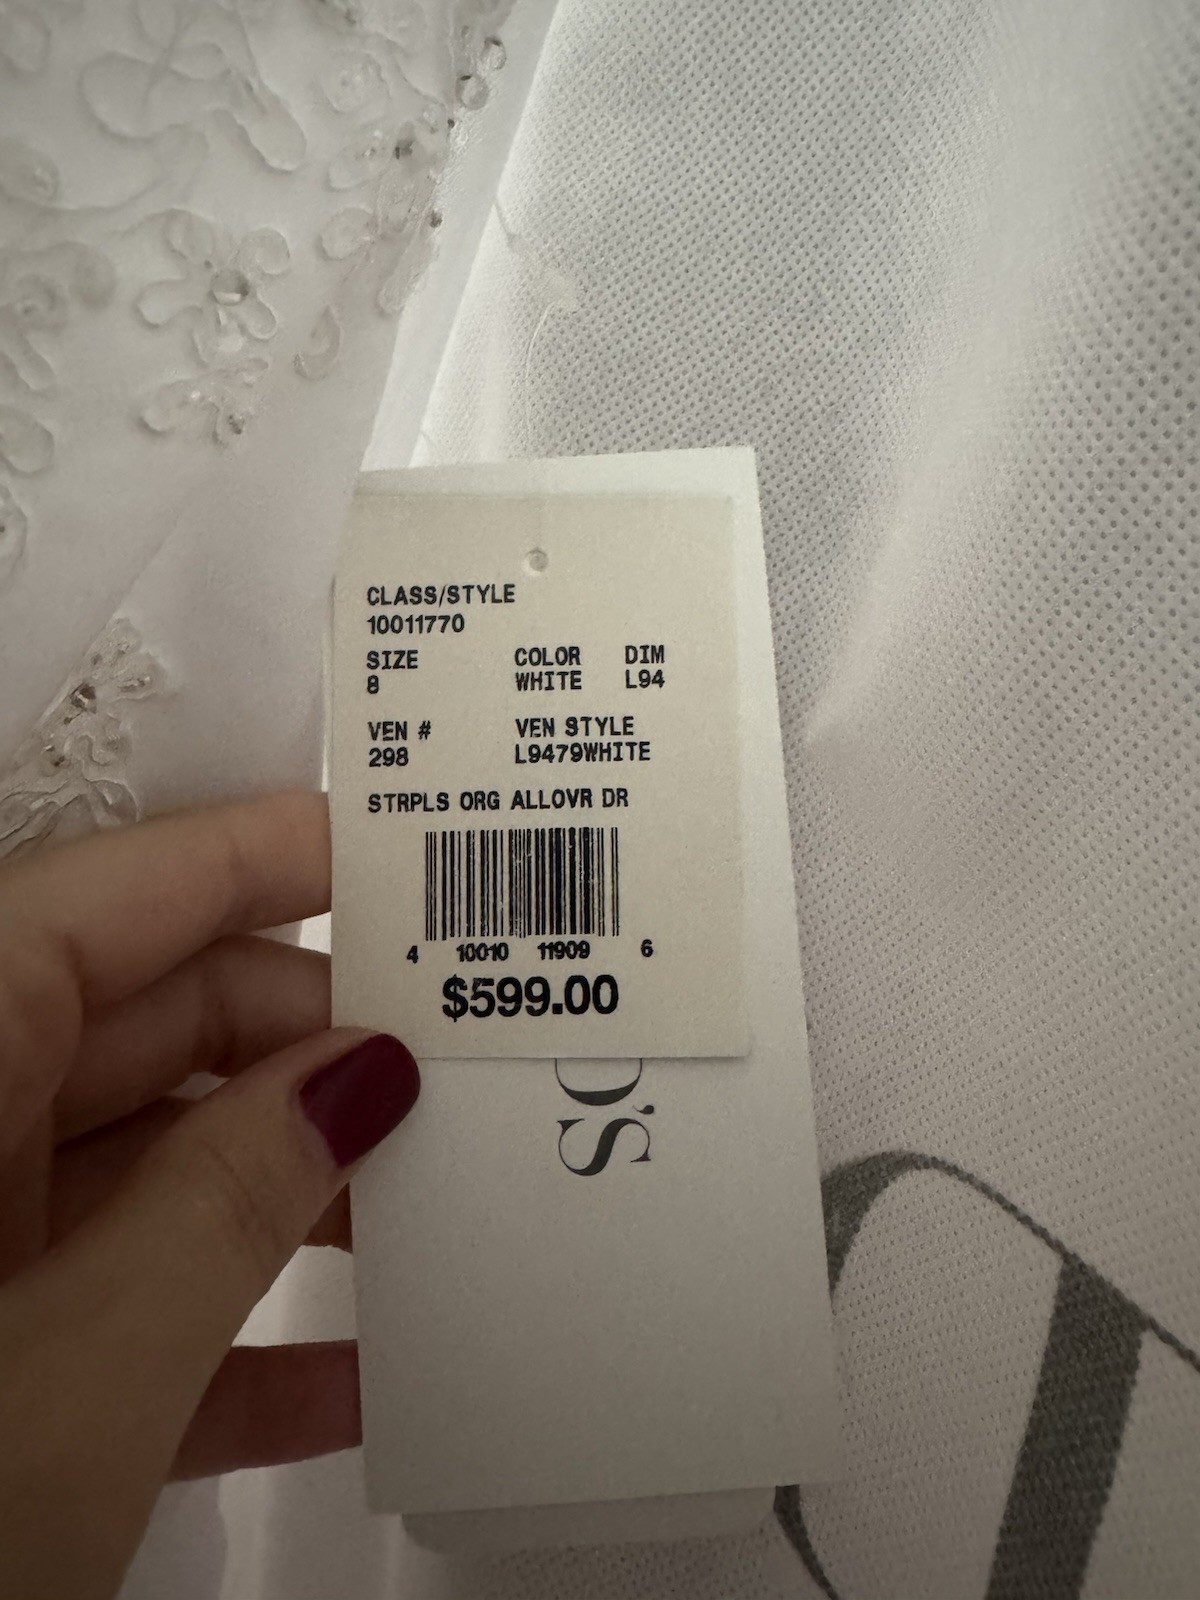 CLASS/STYLE
10011770
SIZE COLOR DIM
8 WHITE L94
VEN # VEN STYLE
298 L9479WHITE
STRPLS ORG ALLOVR DR
4 10010 11909 6
$599.00